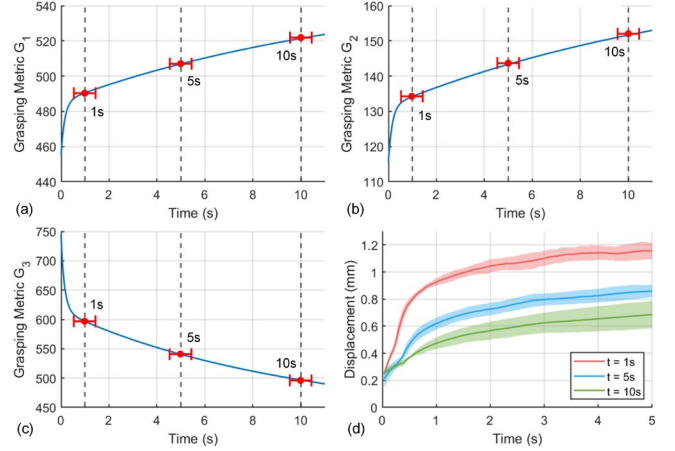 540
520
500
480
460
440
Grasping Metric G1
1s
5s
10s
0 2 4 6 8 10
Time (s)
(a)
160
150
140
130
120
110
Grasping Metric G2
1s
5s
10s
0 2 4 6 8 10
Time (s)
(b)
750
700
650
600
550
500
450
Grasping Metric G3
1s
5s
10s
0 2 4 6 8 10
Time (s)
(c)
1.2
1
0.8
0.6
0.4
0.2
0
Displacement (mm)
t = 1s
t = 5s
t = 10s
0 1 2 3 4 5
Time (s)
(d)